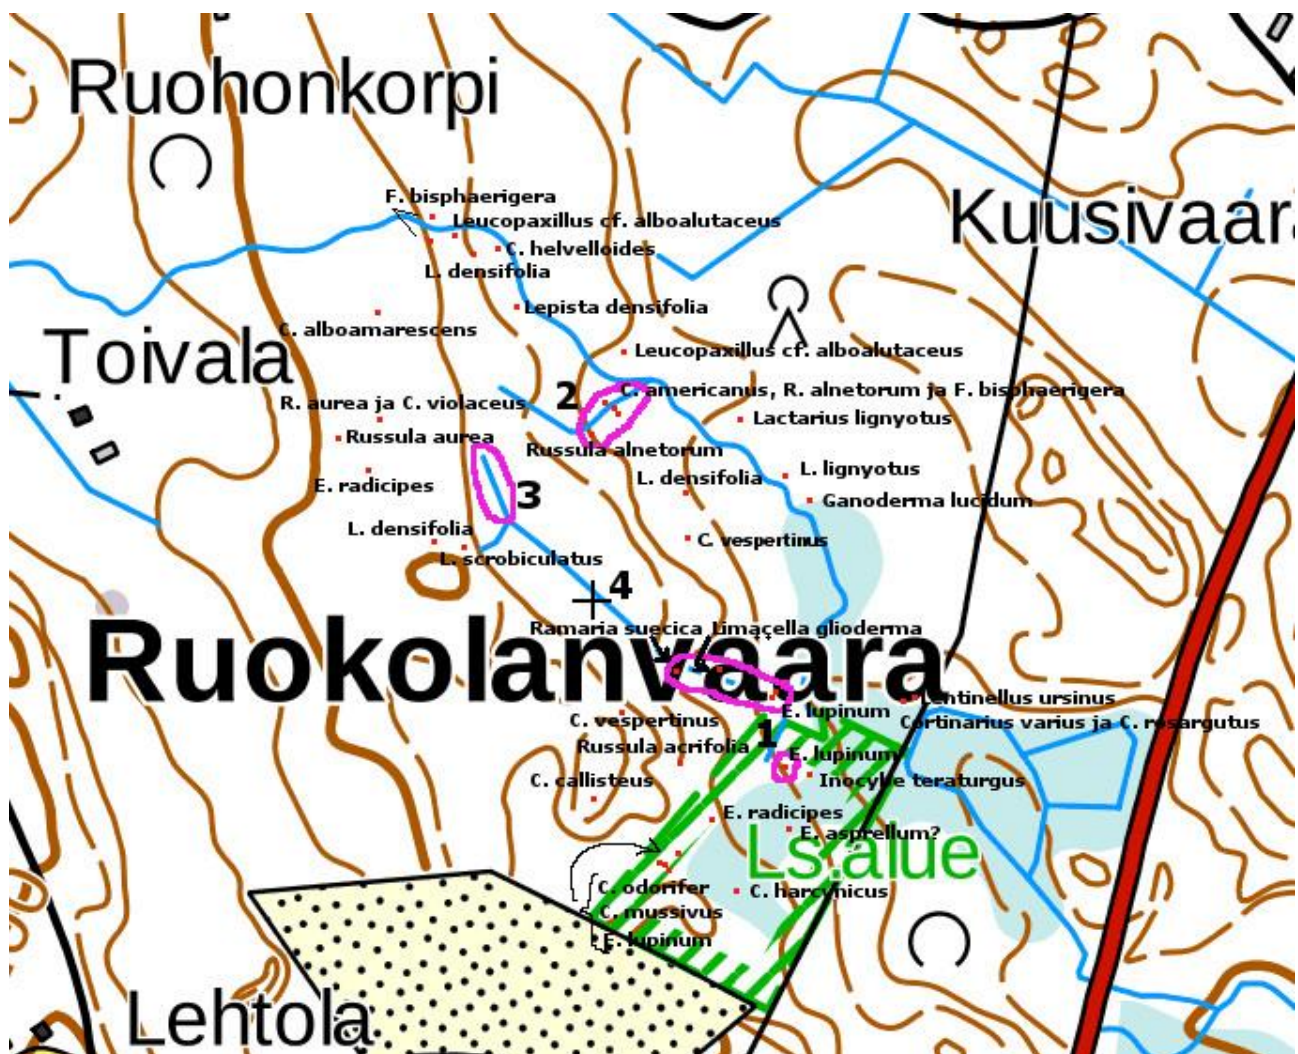 Ruohonkorpi
F. bisphaerigera
Leucopaxillus cf. alboalutaceus
Kuusivaara
C. helvelloides
L. densifolia
Lepista densifolia
C. alboamarescens
Toivala
Leucopaxillus cf. alboalutaceus
2
C. americanus, R. alnetorum ja F. bisphaerigera
R. aurea ja C. violaceus
Lactarius lignyotus
Russula aurea
Russula alnetorum
L. lignyotus
L. densifolia
E. radicipes
3
Ganoderma lucidum
L. densifolia
C. vespertinus
L. scrobiculatus
4
Ramaria suecica
Limacella glioderma
Ruokolanvaara
Lentinellus ursinus
E. lupinum
C. vespertinus
Cortinarius varius ja C. rosargutus
1
Russula acrifolia
E. lupinum
C. callisteus
Inocybe teraturgus
E. radicipes
E. asprellum?
Ls.alue
C. odorifer
C. harcynicus
C. mussivus
E. lupinum
Lehtola